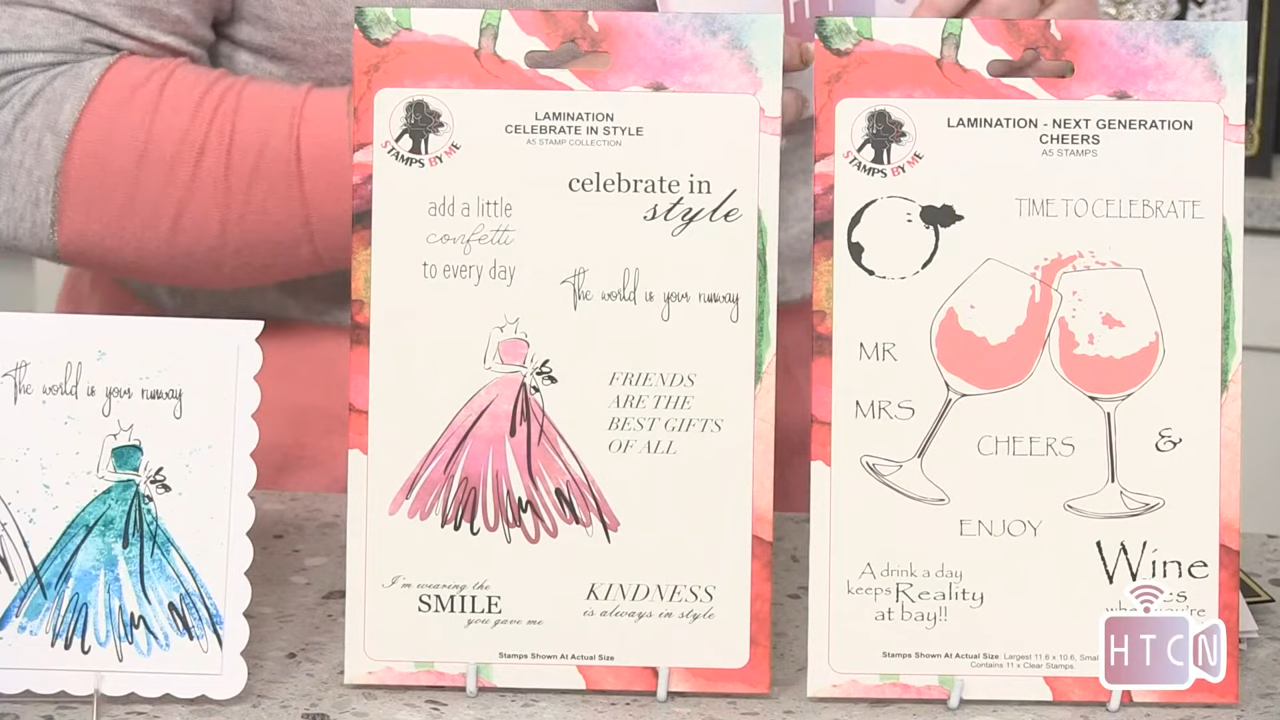 The world is your runway
STAMPS BY ME
LAMINATION
CELEBRATE IN STYLE
A5 STAMP COLLECTION
add a little
confetti
to every day
celebrate in
style
The world is your runway
FRIENDS
ARE THE
BEST GIFTS
OF ALL
I'm wearing the
SMILE
you gave me
KINDNESS
is always in style
Stamps Shown At Actual Size
STAMPS BY ME
LAMINATION - NEXT GENERATION
CHEERS
A5 STAMPS
TIME TO CELEBRATE
MR
MRS
CHEERS
&
ENJOY
A drink a day
keeps Reality
at bay!!
Wine
Stamps Shown At Actual Size. Largest 11.6 x 10.6,
Contains 11 x Clear Stamps.
HTCN